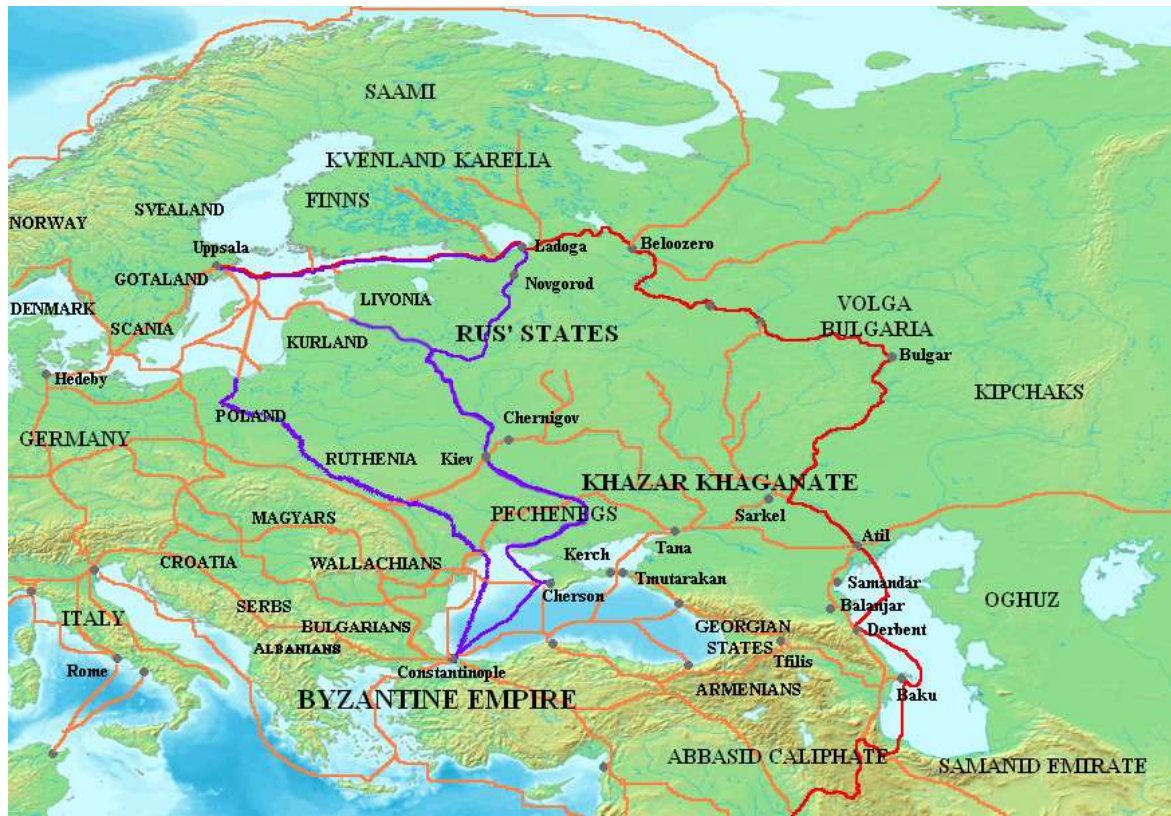 SAAMI
KVENLAND KARELIA
FINNS
SVEALAND
NORWAY
Uppsala
Ladoga
Beloozero
GOTALAND
Novgorod
LIVONIA
DENMARK
VOLGA
BULGARIA
SCANIA
KURLAND
RUS' STATES
Bulgar
Hedeby
KIPCHAKS
POLAND
Chernigov
GERMANY
Kiev
RUTHENIA
KHAZAR KHAGANATE
MAGYARS
PECHENEGS
Sarkel
Tana
Atil
CROATIA
WALLACHIANS
Kerch
Tmutarakan
Samandar
Cherson
OGHUZ
SERBS
Balanjar
ITALY
BULGARIANS
GEORGIAN
STATES
Derbent
ALBANIANS
Tfilis
Rome
Constantinople
ARMENIANS
Baku
BYZANTINE EMPIRE
ABBASID CALIPHATE
SAMANID EMIRATE